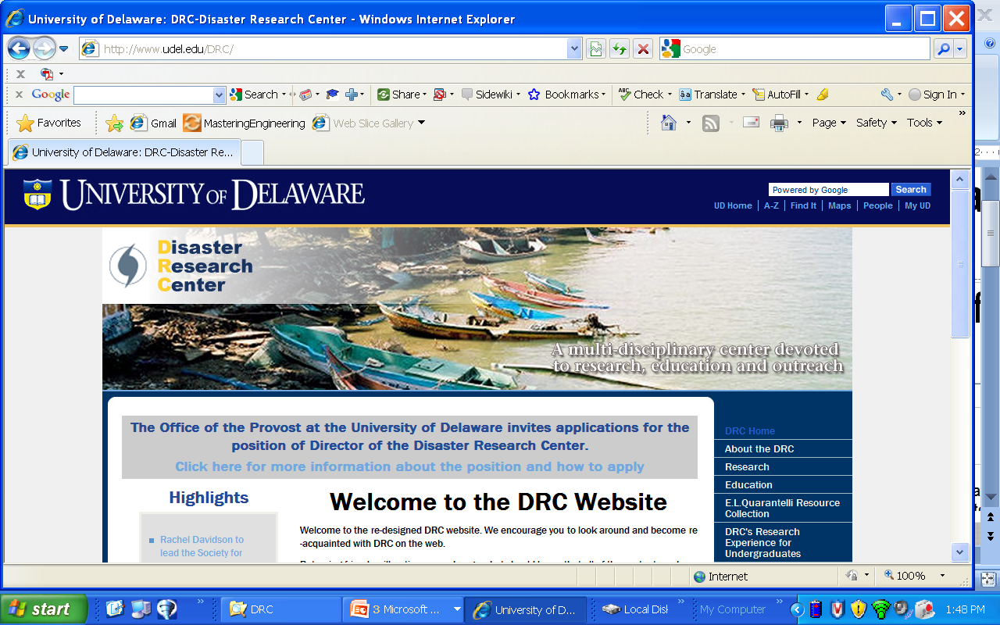 University of Delaware: DRC-Disaster Research Center - Windows Internet Explorer
http://www.udel.edu/DRC/
Google
Google Search Share Sidewiki Bookmarks Check Translate AutoFill Sign In
Favorites Gmail MasteringEngineering Web Slice Gallery Page Safety Tools
University of Delaware: DRC-Disaster Re...
UNIVERSITY OF DELAWARE
Powered by Google Search
UD Home A-Z Find It Maps People My UD
Disaster
Research
Center
A multi-disciplinary center devoted
to research, education and outreach
The Office of the Provost at the University of Delaware invites applications for the
position of Director of the Disaster Research Center.
Click here for more information about the position and how to apply
Highlights
Rachel Davidson to
lead the Society for
Welcome to the DRC Website
Welcome to the re-designed DRC website. We encourage you to look around and become re
-acquainted with DRC on the web.
DRC Home
About the DRC
Research
Education
E.L.Quarantelli Resource
Collection
DRC's Research
Experience for
Undergraduates
Internet 100%
start DRC 3 Microsoft ... University of D... Local Disk My Computer 1:48 PM